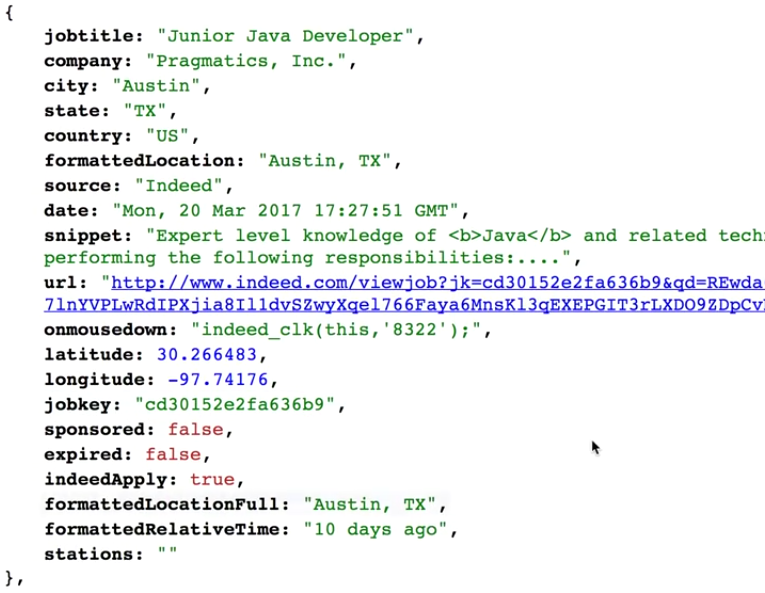 {
jobtitle: "Junior Java Developer",
company: "Pragmatics, Inc.",
city: "Austin",
state: "TX",
country: "US",
formattedLocation: "Austin, TX",
source: "Indeed",
date: "Mon, 20 Mar 2017 17:27:51 GMT",
snippet: "Expert level knowledge of <b>Java</b> and related tech
performing the following responsibilities:....",
url: "http://www.indeed.com/viewjob?jk=cd30152e2fa636b9&qd=REwda
7lnYVPLwRdIPXjia8Il1dvSZwyXqel766Faya6MnsKl3qEXEPGIT3rLXDO9ZDpCv
onmousedown: "indeed_clk(this,'8322');",
latitude: 30.266483,
longitude: -97.74176,
jobkey: "cd30152e2fa636b9",
sponsored: false,
expired: false,
indeedApply: true,
formattedLocationFull: "Austin, TX",
formattedRelativeTime: "10 days ago",
stations: ""
},